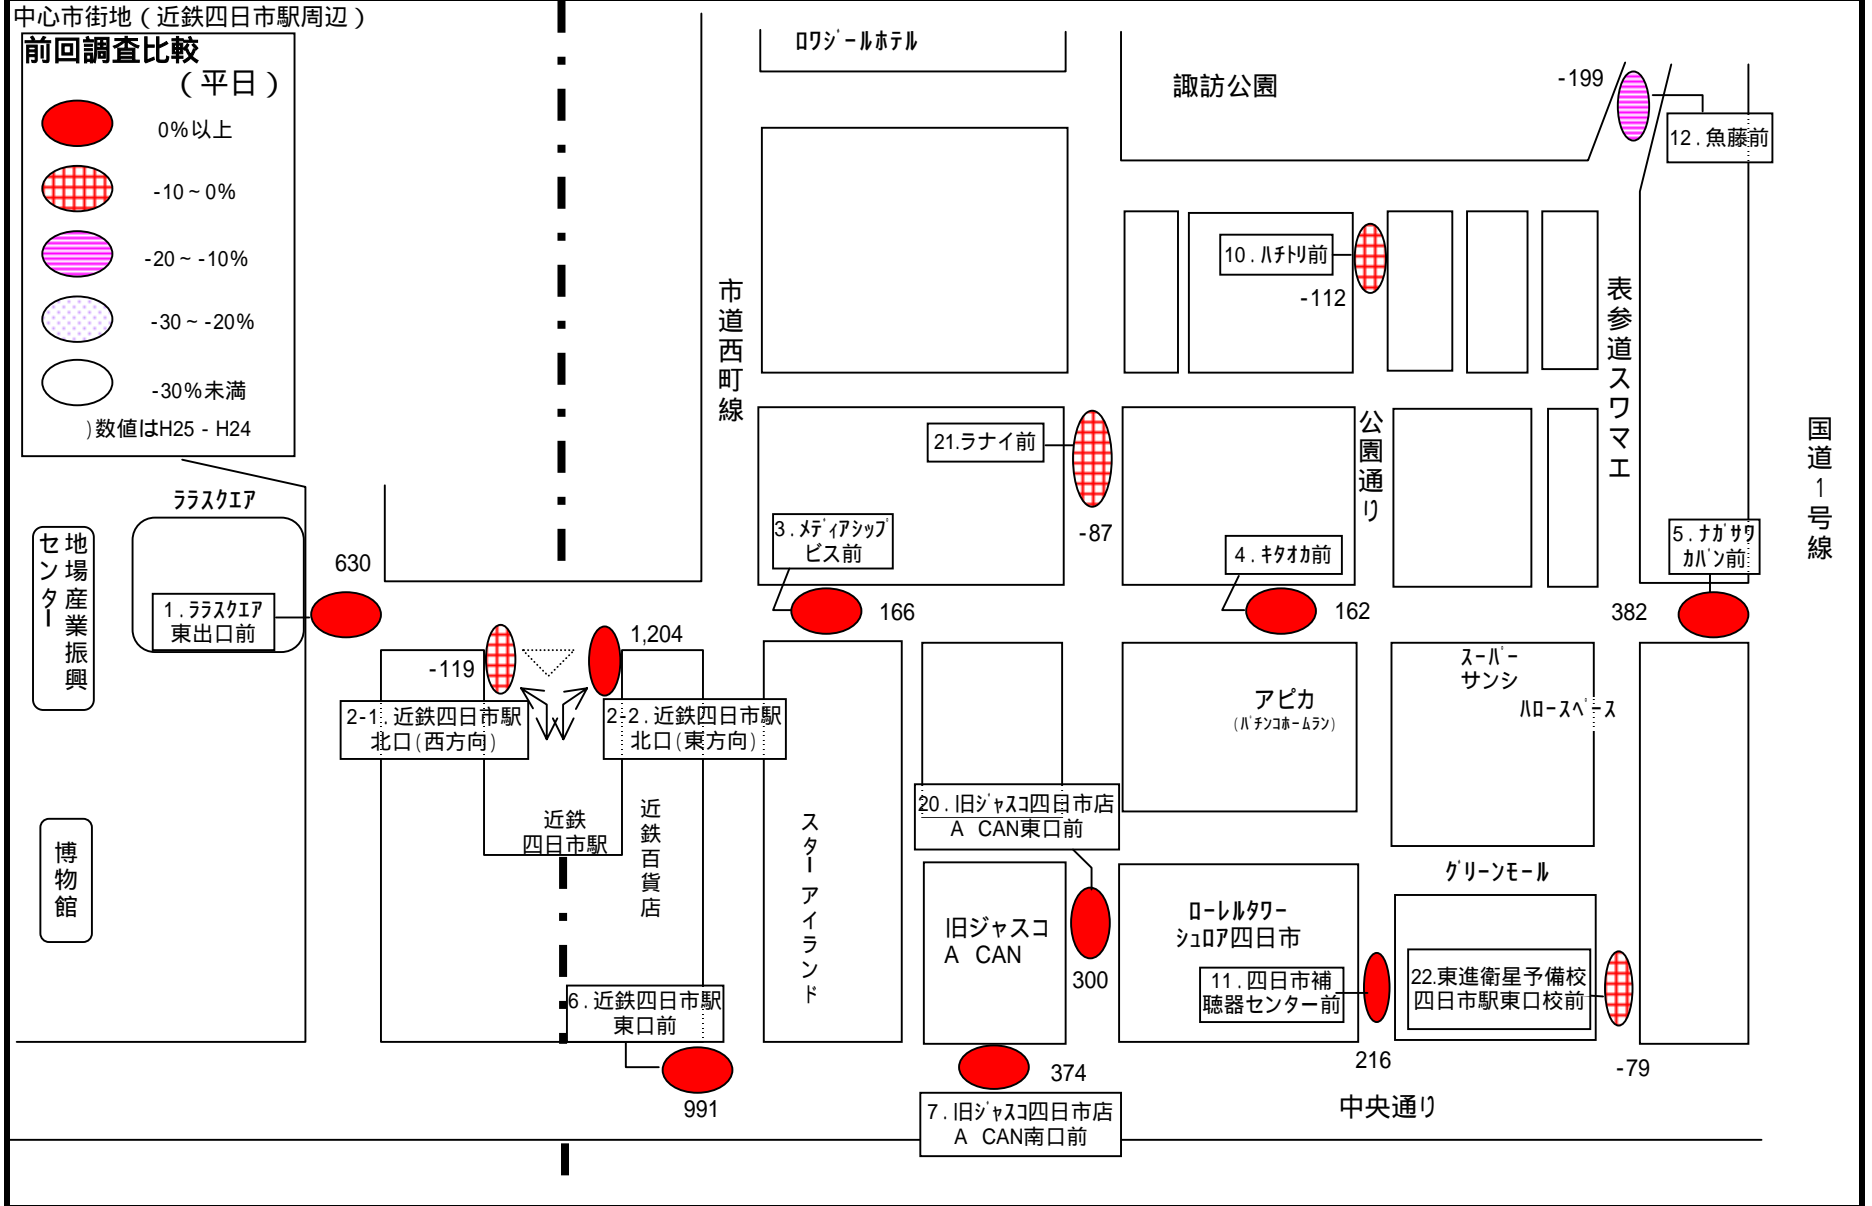 中心市街地（近鉄四日市駅周辺）
前回調査比較
（平日）
0%以上
-10～0%
-20～-10%
-30～-20%
-30%未満
）数値はH25－H24
ﾛﾜｼﾞｰﾙﾎﾃﾙ
諏訪公園
-199
12．魚藤前
10．ﾊﾁﾄﾘ前
-112
市道西町線
表参道スワマエ
公園通り
国道1号線
21.ラナイ前
-87
3．ﾒﾃﾞｨｱｼｯﾌﾟ
ビス前
166
4．ｷﾀｵｶ前
162
5．ﾅｶﾞｻﾜ
ｶﾊﾞﾝ前
382
ﾗﾗｽｸｴｱ
地場産業振興
センター
630
1．ﾗﾗｽｸｴｱ
東出口前
-119
1,204
2-1．近鉄四日市駅
北口(西方向)
2-2．近鉄四日市駅
北口(東方向)
近鉄
四日市駅
近鉄百貨店
スターアイランド
博物館
ｽｰﾊﾟｰ
サンシ
ﾊﾛｰｽﾍﾟｰｽ
アピカ
(ﾊﾟﾁﾝｺﾎｰﾑﾗﾝ)
20．旧ｼﾞｬｽｺ四日市店
A CAN東口前
旧ジャスコ
A CAN
300
ﾛｰﾚﾙﾀﾜｰ
ｼｭﾛｱ四日市
11．四日市補
聴器センター前
216
ｸﾞﾘｰﾝモール
22.東進衛星予備校
四日市駅東口校前
-79
6．近鉄四日市駅
東口前
991
374
7．旧ｼﾞｬｽｺ四日市店
A CAN南口前
中央通り